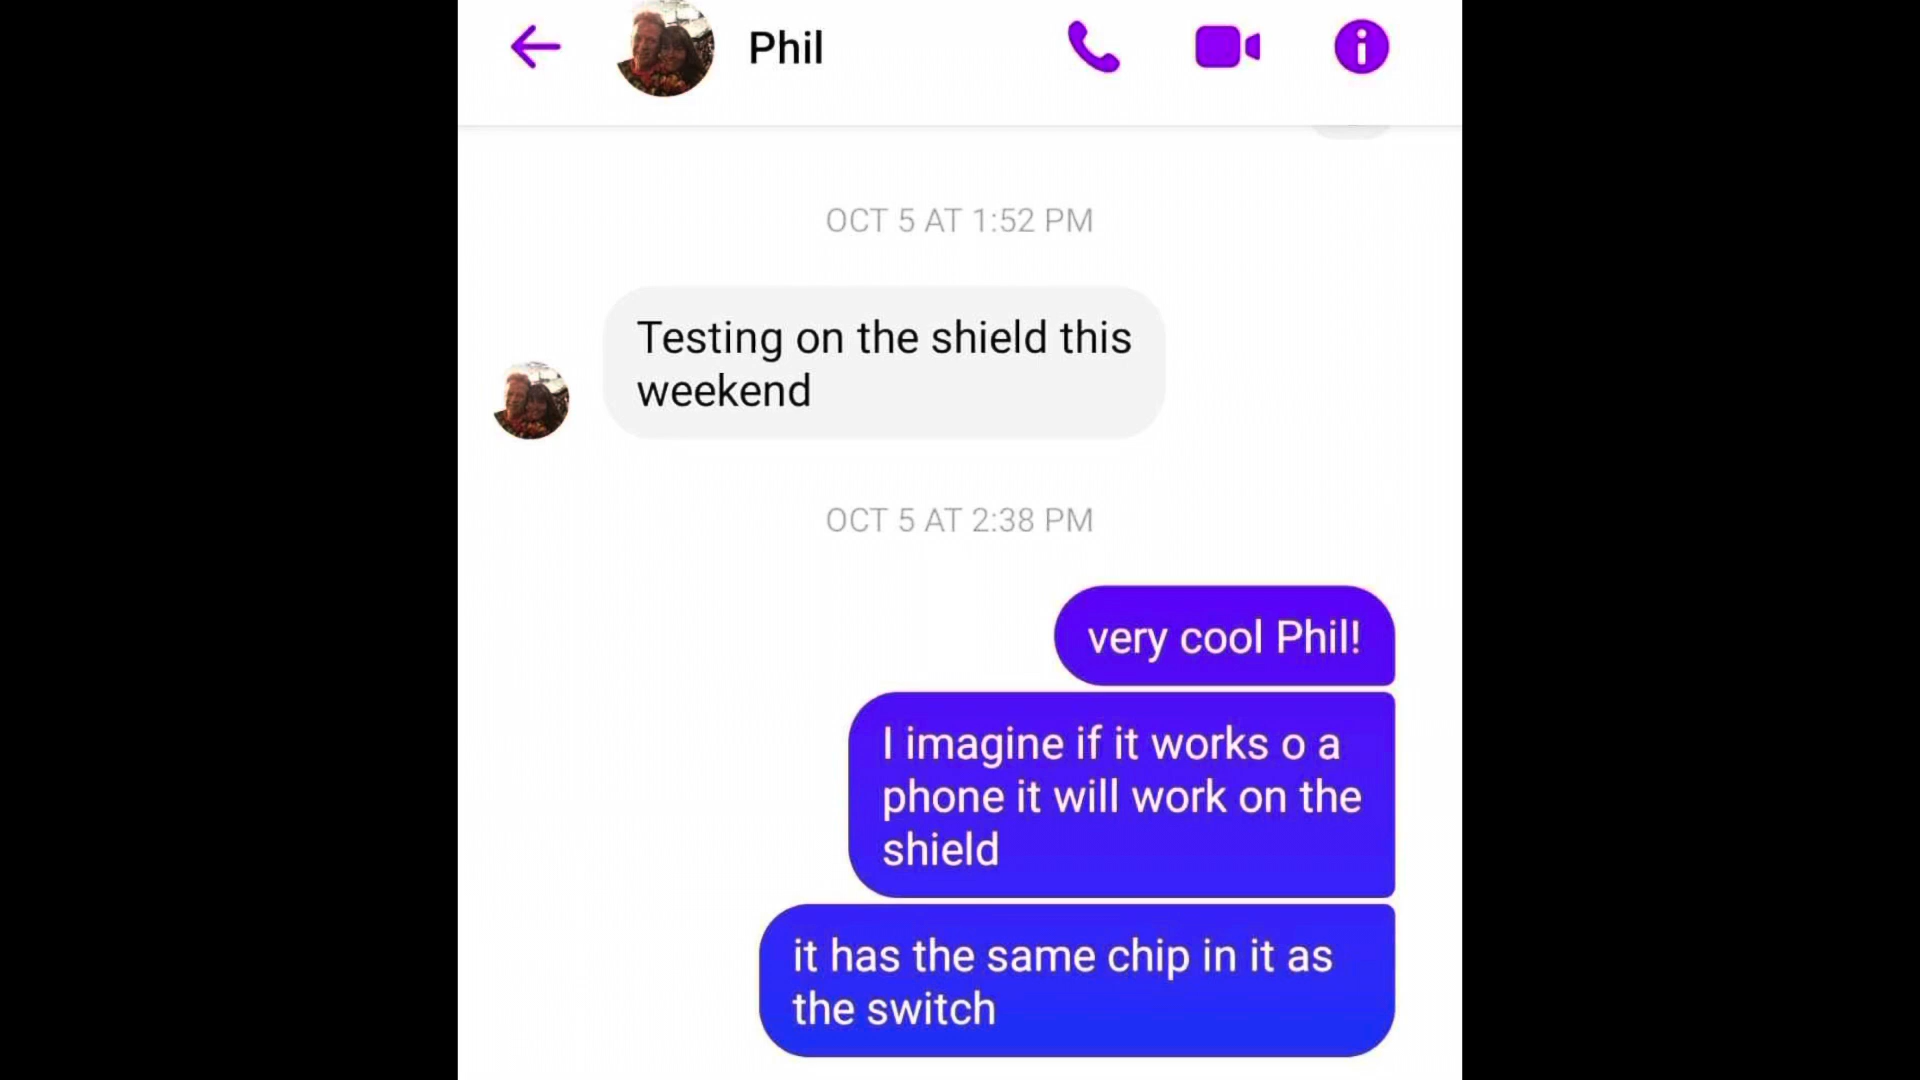 Phil
OCT 5 AT 1:52 PM
Testing on the shield this
weekend
OCT 5 AT 2:38 PM
very cool Phil!
I imagine if it works o a
phone it will work on the
shield
it has the same chip in it as
the switch